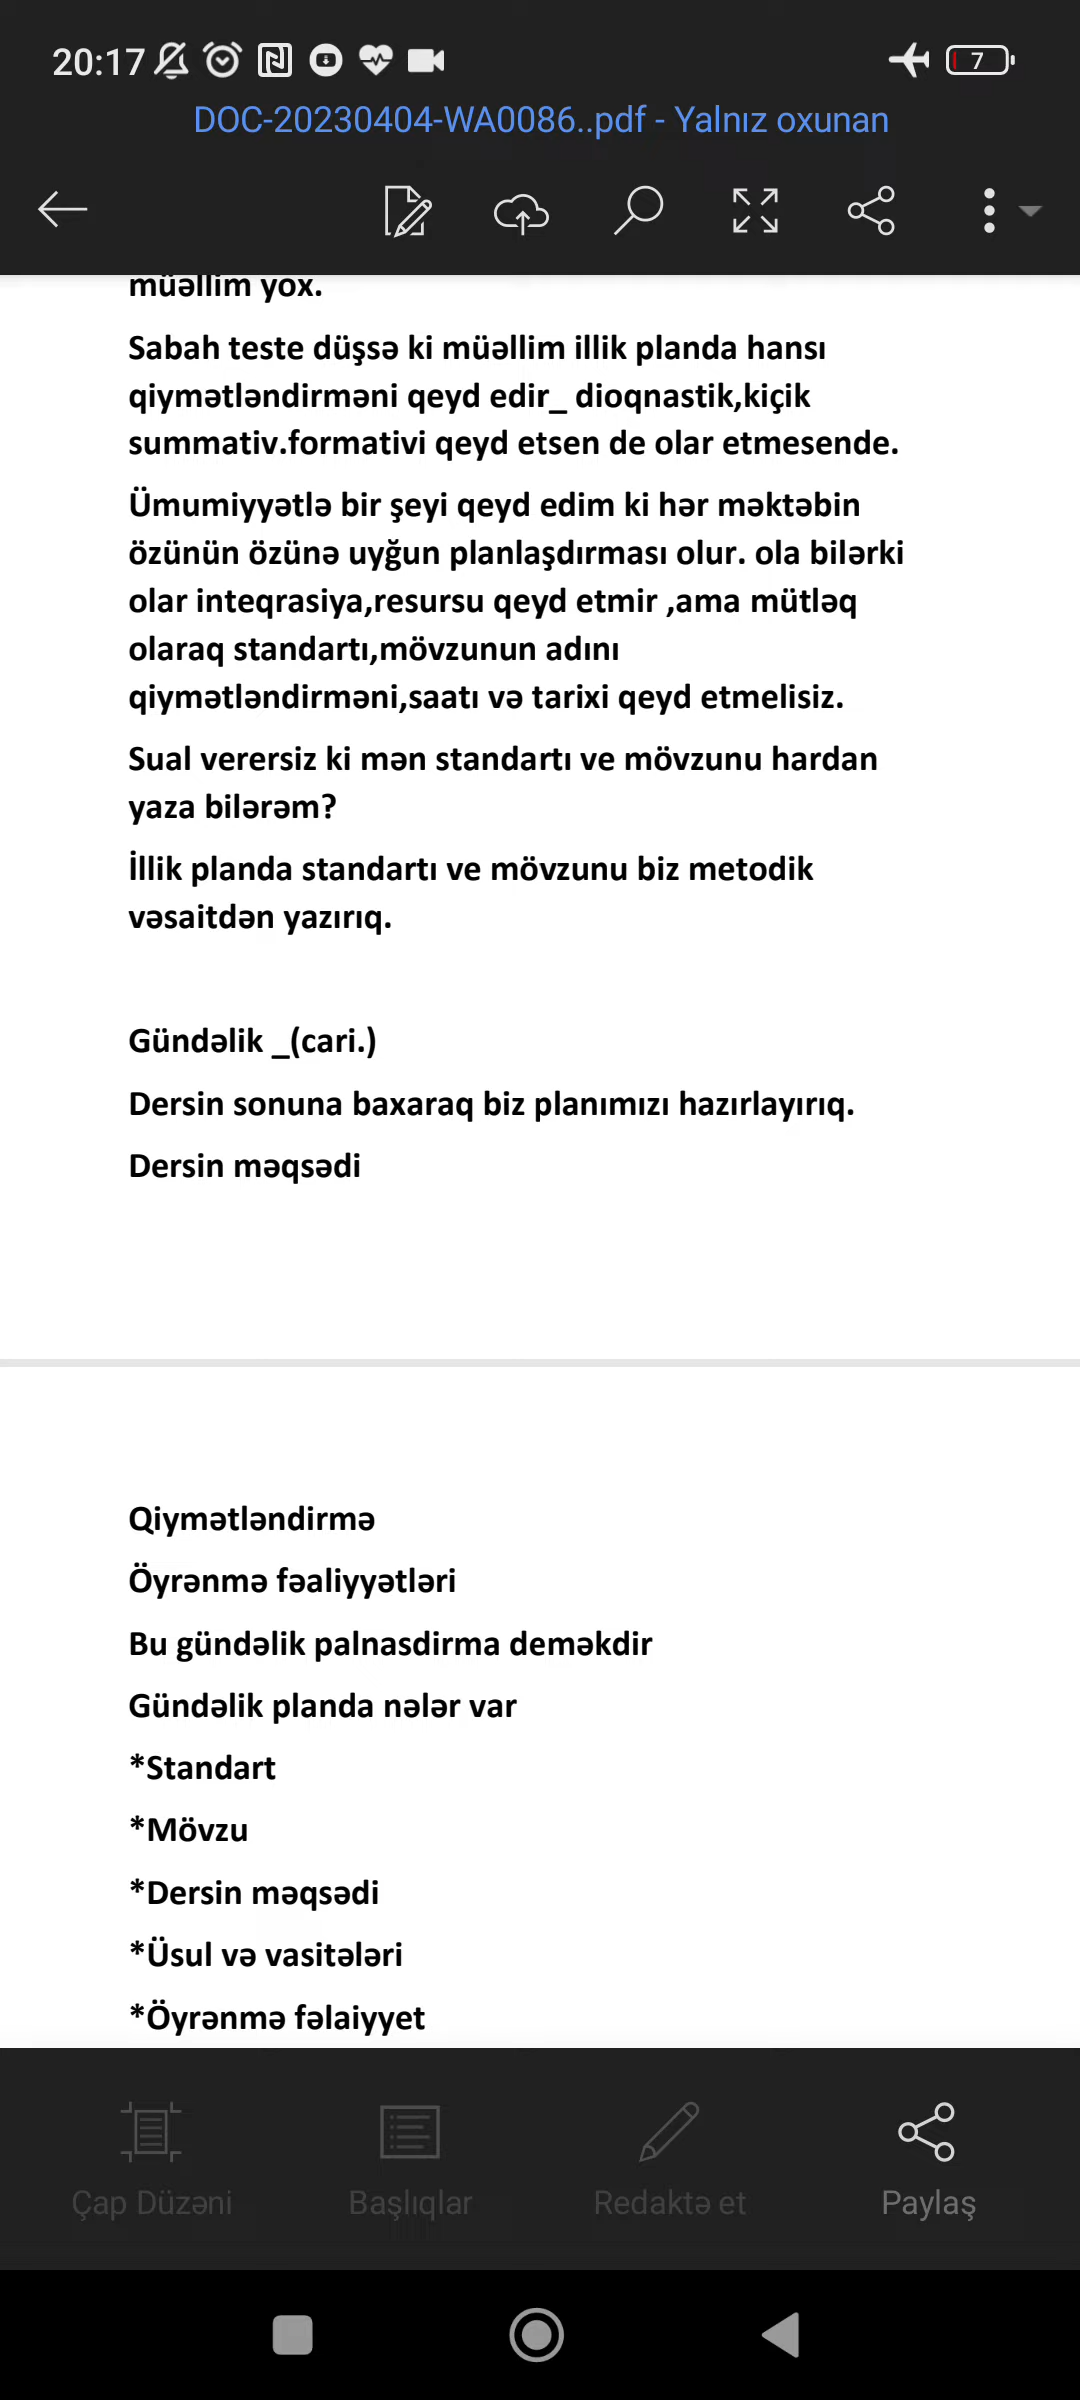 20:17
7
DOC-20230404-WA0086..pdf - Yalnız oxunan
müəllim yox.
Sabah teste düşsə ki müəllim illik planda hansı
qiymətləndirməni qeyd edir_ dioqnastik,kiçik
summativ.formativi qeyd etsen de olar etmesende.
Ümumiyyətlə bir şeyi qeyd edim ki hər məktəbin
özünün özünə uyğun planlaşdırması olur. ola bilərki
olar inteqrasiya,resursu qeyd etmir ,ama mütləq
olaraq standartı,mövzunun adını
qiymətləndirməni,saatı və tarixi qeyd etmelisiz.
Sual verersiz ki mən standartı ve mövzunu hardan
yaza bilərəm?
İllik planda standartı ve mövzunu biz metodik
vəsaitdən yazırıq.
Gündəlik _(cari.)
Dersin sonuna baxaraq biz planımızı hazırlayırıq.
Dersin məqsədi
Qiymətləndirmə
Öyrənmə fəaliyyətləri
Bu gündəlik palnasdirma deməkdir
Gündəlik planda nələr var
*Standart
*Mövzu
*Dersin məqsədi
*Üsul və vasitələri
*Öyrənmə fəlaiyyet
Çap Düzəni
Başlıqlar
Redaktə et
Paylaş